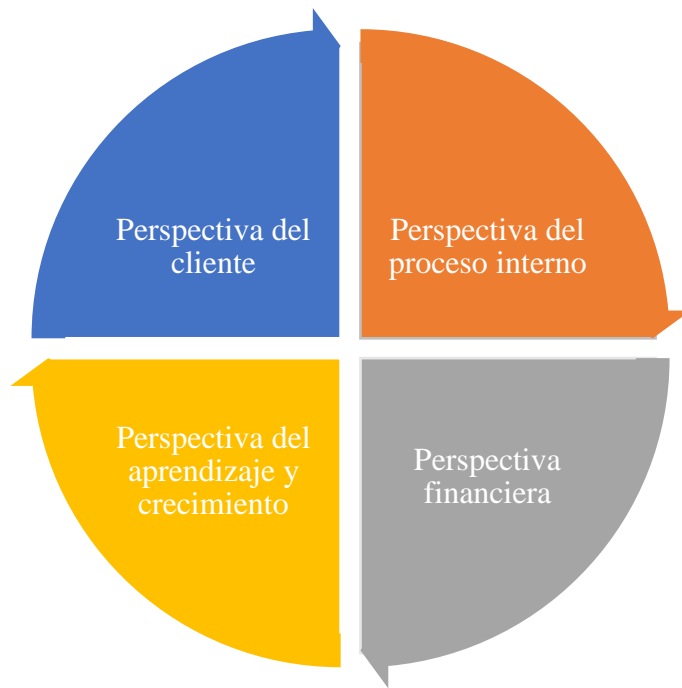 Perspectiva del
cliente
Perspectiva del
proceso interno
Perspectiva del
aprendizaje y
crecimiento
Perspectiva
financiera